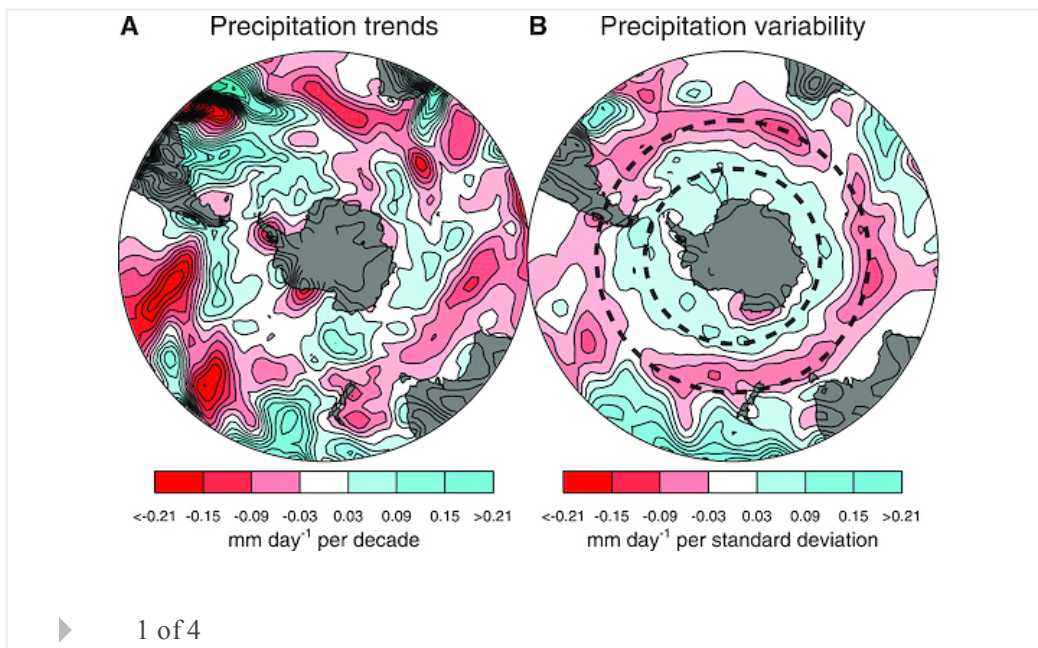 A Precipitation trends
B Precipitation variability
<-0.21 -0.15 -0.09 -0.03 0.03 0.09 0.15 >0.21
mm day⁻¹ per decade
<-0.21 -0.15 -0.09 -0.03 0.03 0.09 0.15 >0.21
mm day⁻¹ per standard deviation
1 of 4